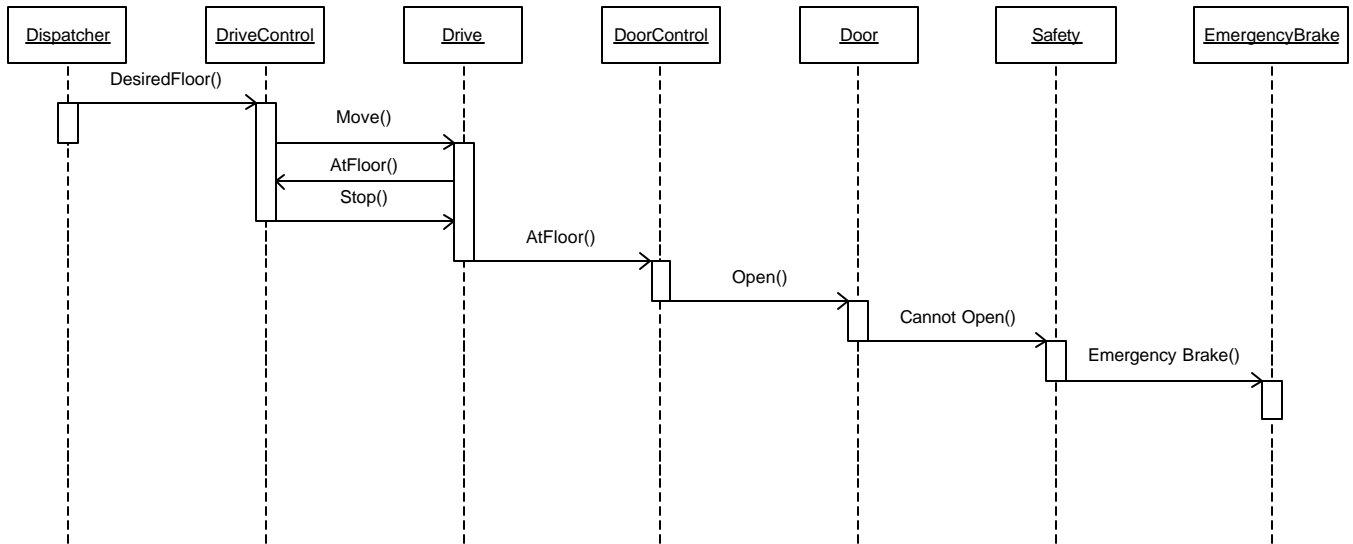 Dispatcher
DriveControl
Drive
DoorControl
Door
Safety
EmergencyBrake
DesiredFloor()
Move()
AtFloor()
Stop()
AtFloor()
Open()
Cannot Open()
Emergency Brake()